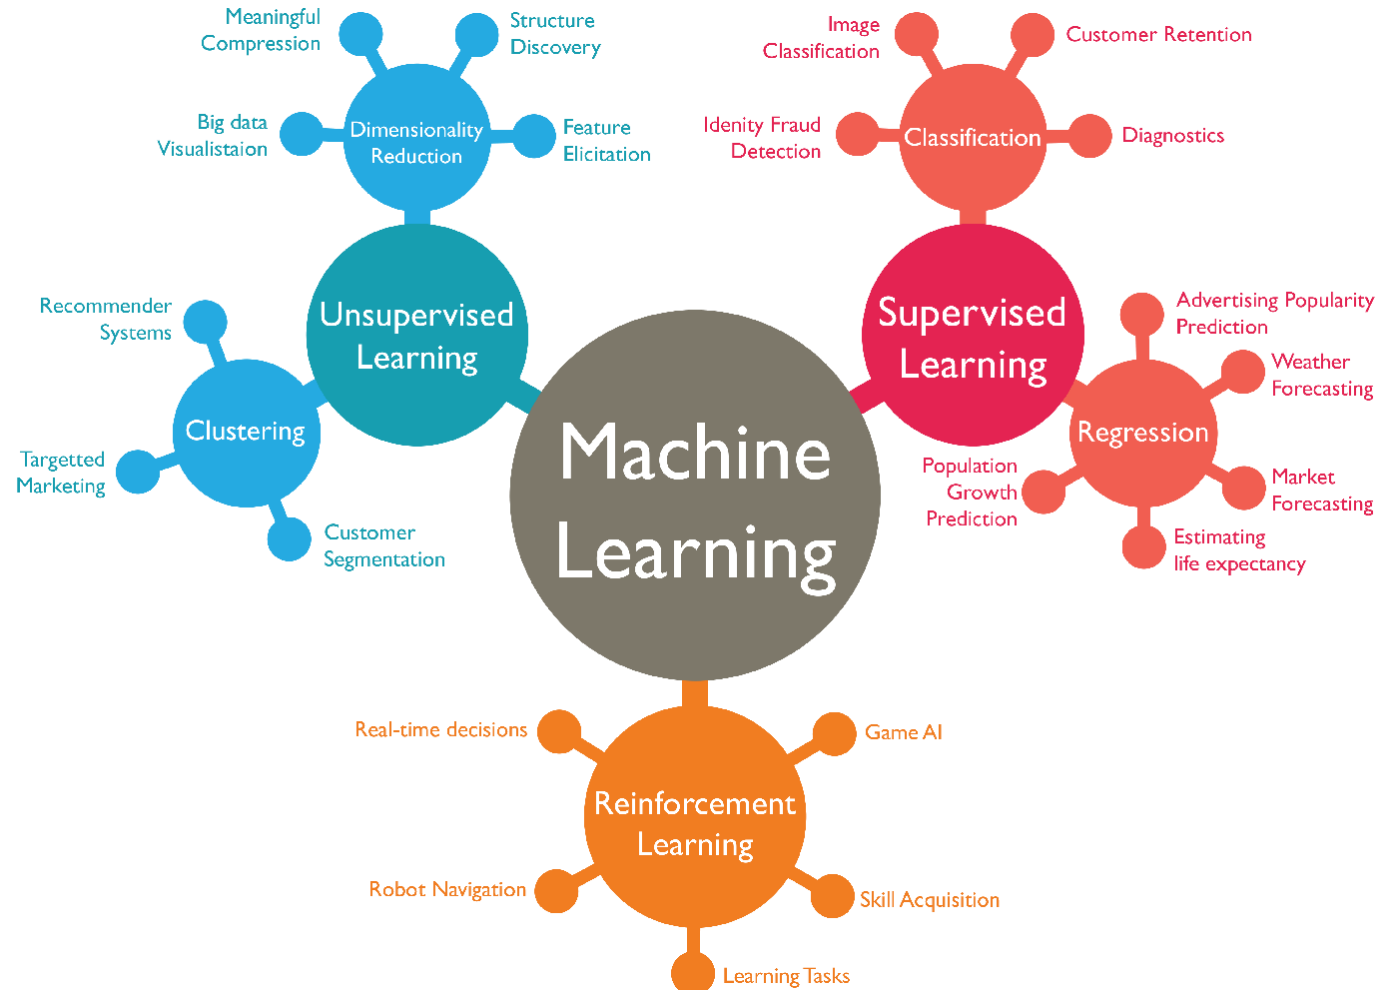 Meaningful
Compression
Structure
Discovery
Big data
Visualistaion
Dimensionality
Reduction
Feature
Elicitation
Image
Classification
Customer Retention
Idenity Fraud
Detection
Classification
Diagnostics
Unsupervised
Learning
Supervised
Learning
Recommender
Systems
Clustering
Targetted
Marketing
Customer
Segmentation
Advertising Popularity
Prediction
Weather
Forecasting
Regression
Population
Growth
Prediction
Market
Forecasting
Estimating
life expectancy
Machine
Learning
Real-time decisions
Game AI
Reinforcement
Learning
Robot Navigation
Skill Acquisition
Learning Tasks